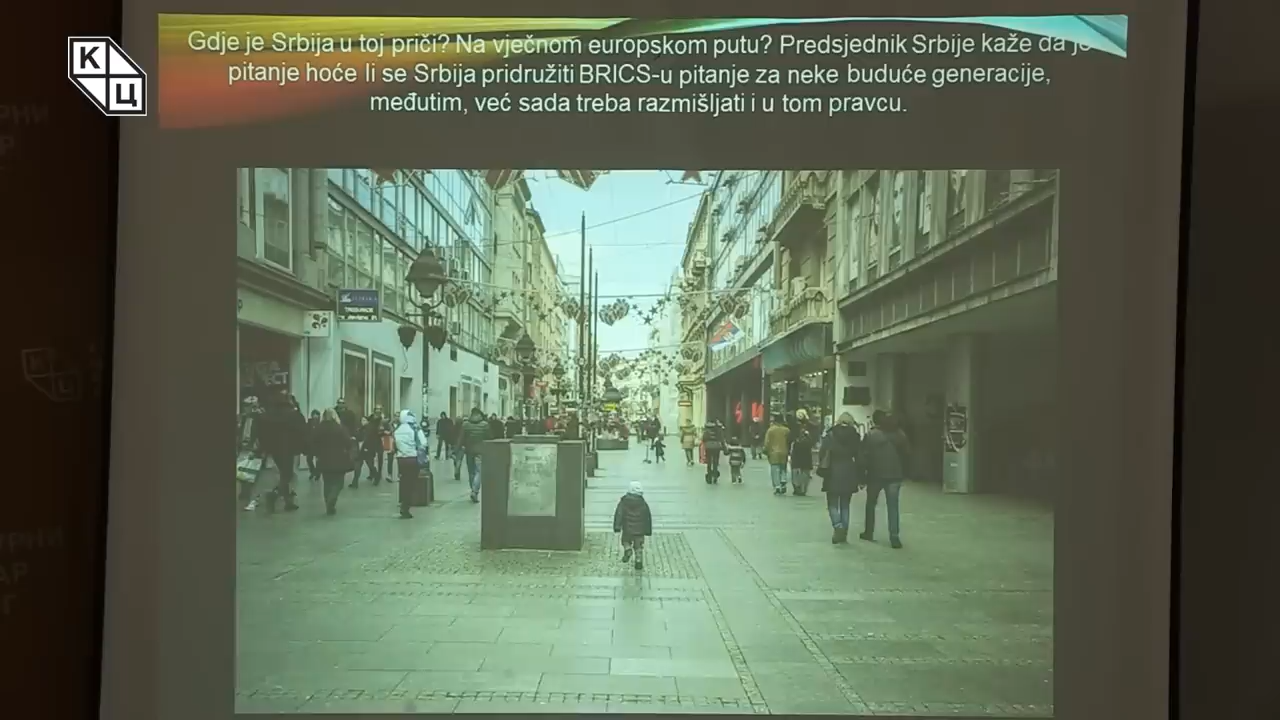 К
Ц
Gdje je Srbija u toj priči? Na vječnom europskom putu? Predsjednik Srbije kaže da je
pitanje hoće li se Srbija pridružiti BRICS-u pitanje za neke buduće generacije,
međutim, već sada treba razmišljati i u tom pravcu.